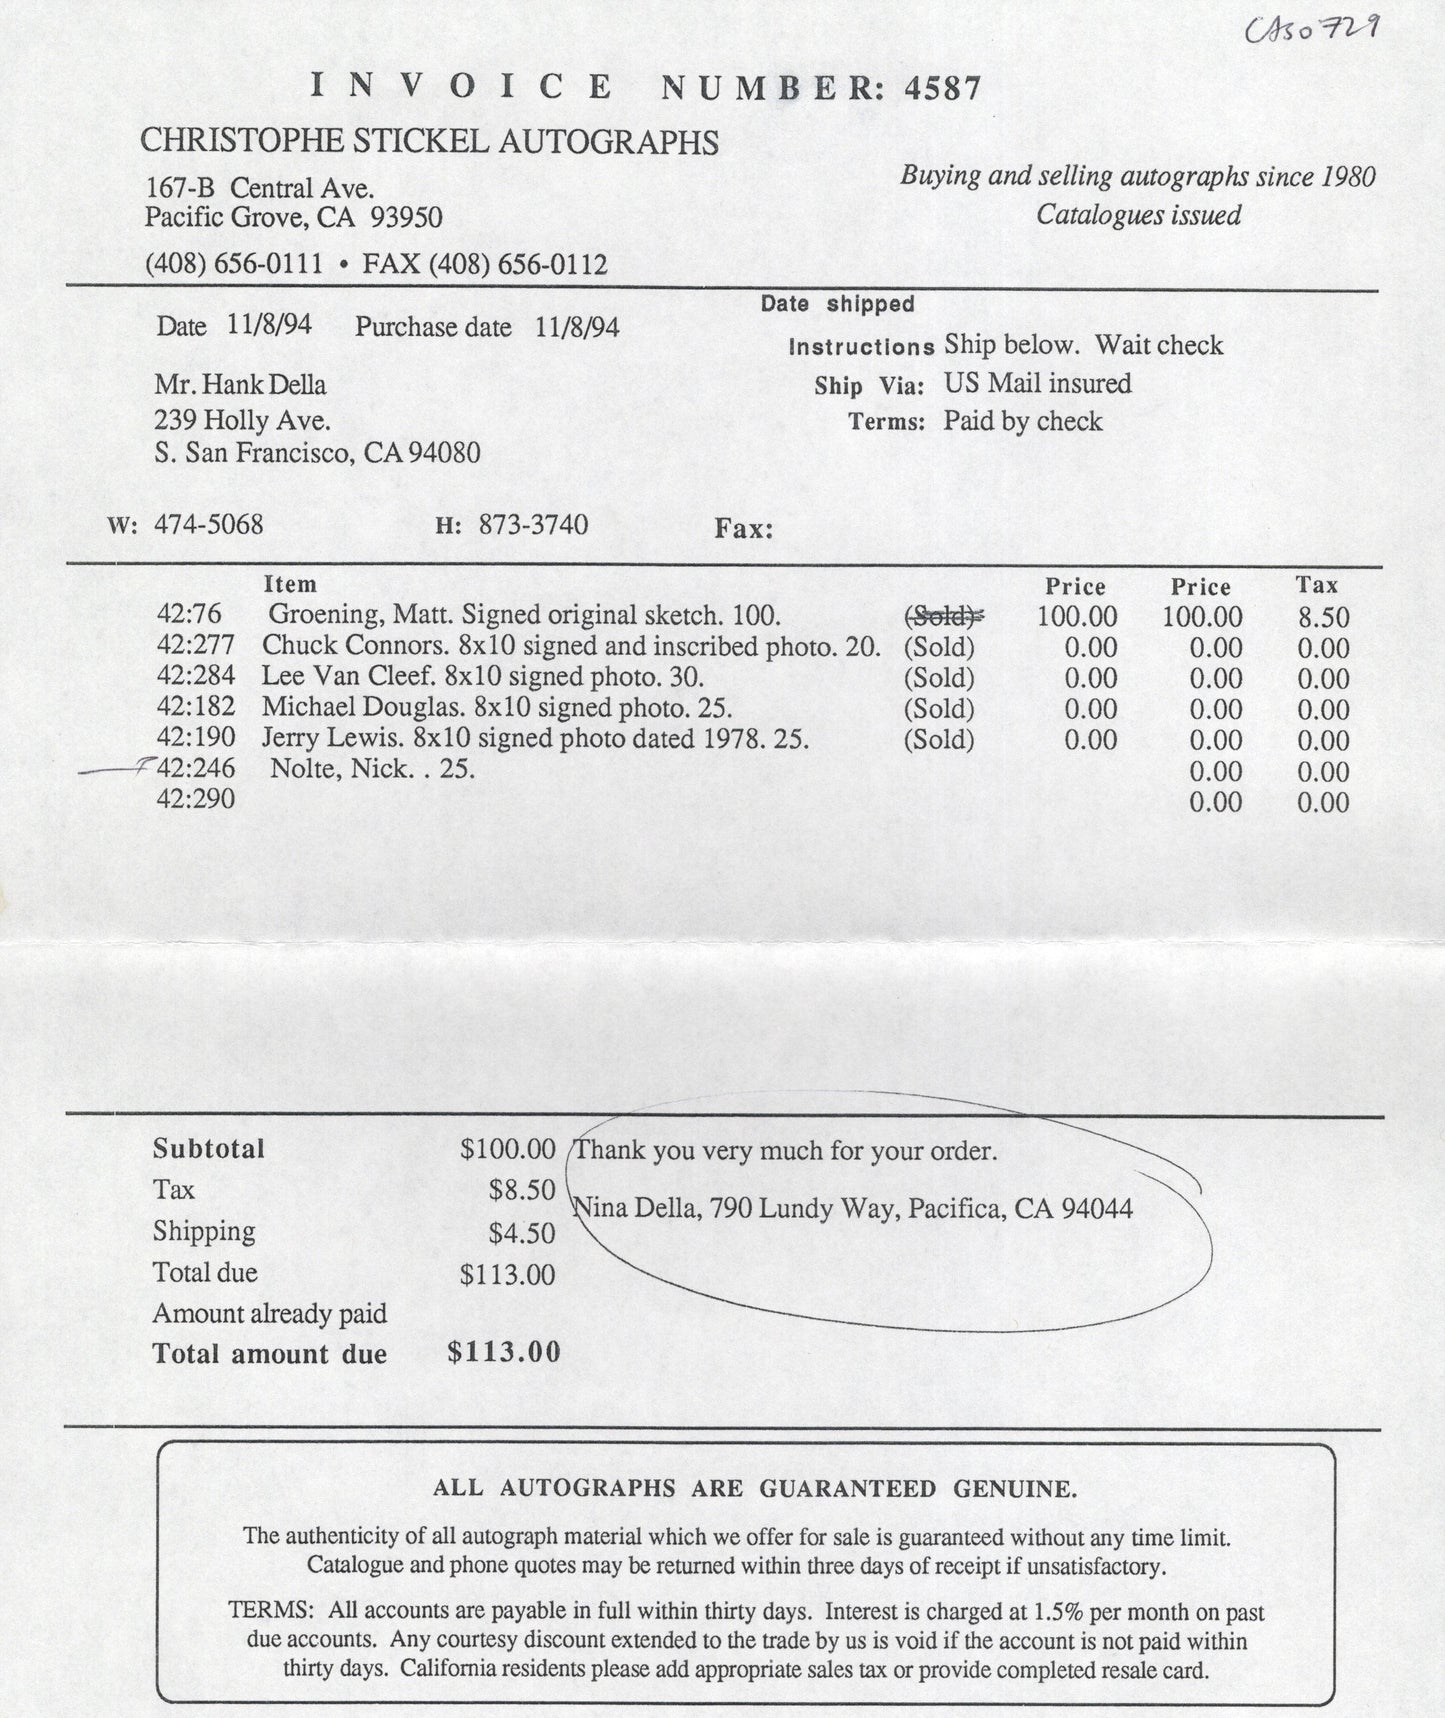 CAS0729
INVOICE NUMBER: 4587
CHRISTOPHE STICKEL AUTOGRAPHS
167-B Central Ave.
Pacific Grove, CA 93950
(408) 656-0111 • FAX (408) 656-0112
Buying and selling autographs since 1980
Catalogues issued
Date 11/8/94 Purchase date 11/8/94
Mr. Hank Della
239 Holly Ave.
S. San Francisco, CA 94080
Date shipped
Instructions Ship below. Wait check
Ship Via: US Mail insured
Terms: Paid by check
W: 474-5068 H: 873-3740 Fax:
Item Price Price Tax
42:76 Groening, Matt. Signed original sketch. 100. (Sold) 100.00 100.00 8.50
42:277 Chuck Connors. 8x10 signed and inscribed photo. 20. (Sold) 0.00 0.00 0.00
42:284 Lee Van Cleef. 8x10 signed photo. 30. (Sold) 0.00 0.00 0.00
42:182 Michael Douglas. 8x10 signed photo. 25. (Sold) 0.00 0.00 0.00
42:190 Jerry Lewis. 8x10 signed photo dated 1978. 25. (Sold) 0.00 0.00 0.00
42:246 Nolte, Nick. . 25. 0.00 0.00
42:290 0.00 0.00
Subtotal $100.00
Tax $8.50
Shipping $4.50
Total due $113.00
Amount already paid
Total amount due $113.00
Thank you very much for your order.
Nina Della, 790 Lundy Way, Pacifica, CA 94044
ALL AUTOGRAPHS ARE GUARANTEED GENUINE.
The authenticity of all autograph material which we offer for sale is guaranteed without any time limit.
Catalogue and phone quotes may be returned within three days of receipt if unsatisfactory.
TERMS: All accounts are payable in full within thirty days. Interest is charged at 1.5% per month on past
due accounts. Any courtesy discount extended to the trade by us is void if the account is not paid within
thirty days. California residents please add appropriate sales tax or provide completed resale card.